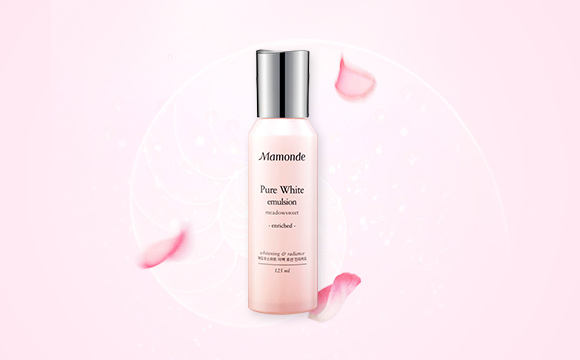 Mamonde
Pure White
emulsion
meadowsweet
- enriched -
whitening & radiance
125 ml